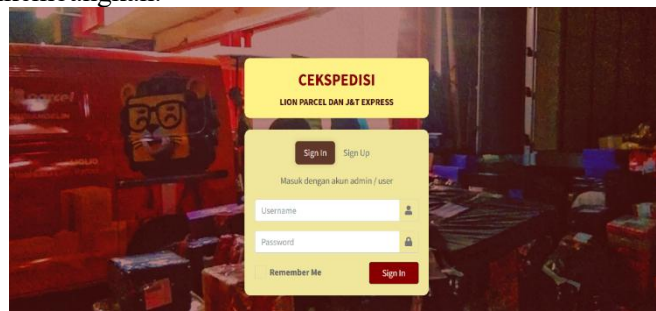 CEKSPEDISI
LION PARCEL DAN J&T EXPRESS
Sign In Sign Up
Masuk dengan akun admin / user
Username
Password
Remember Me Sign In